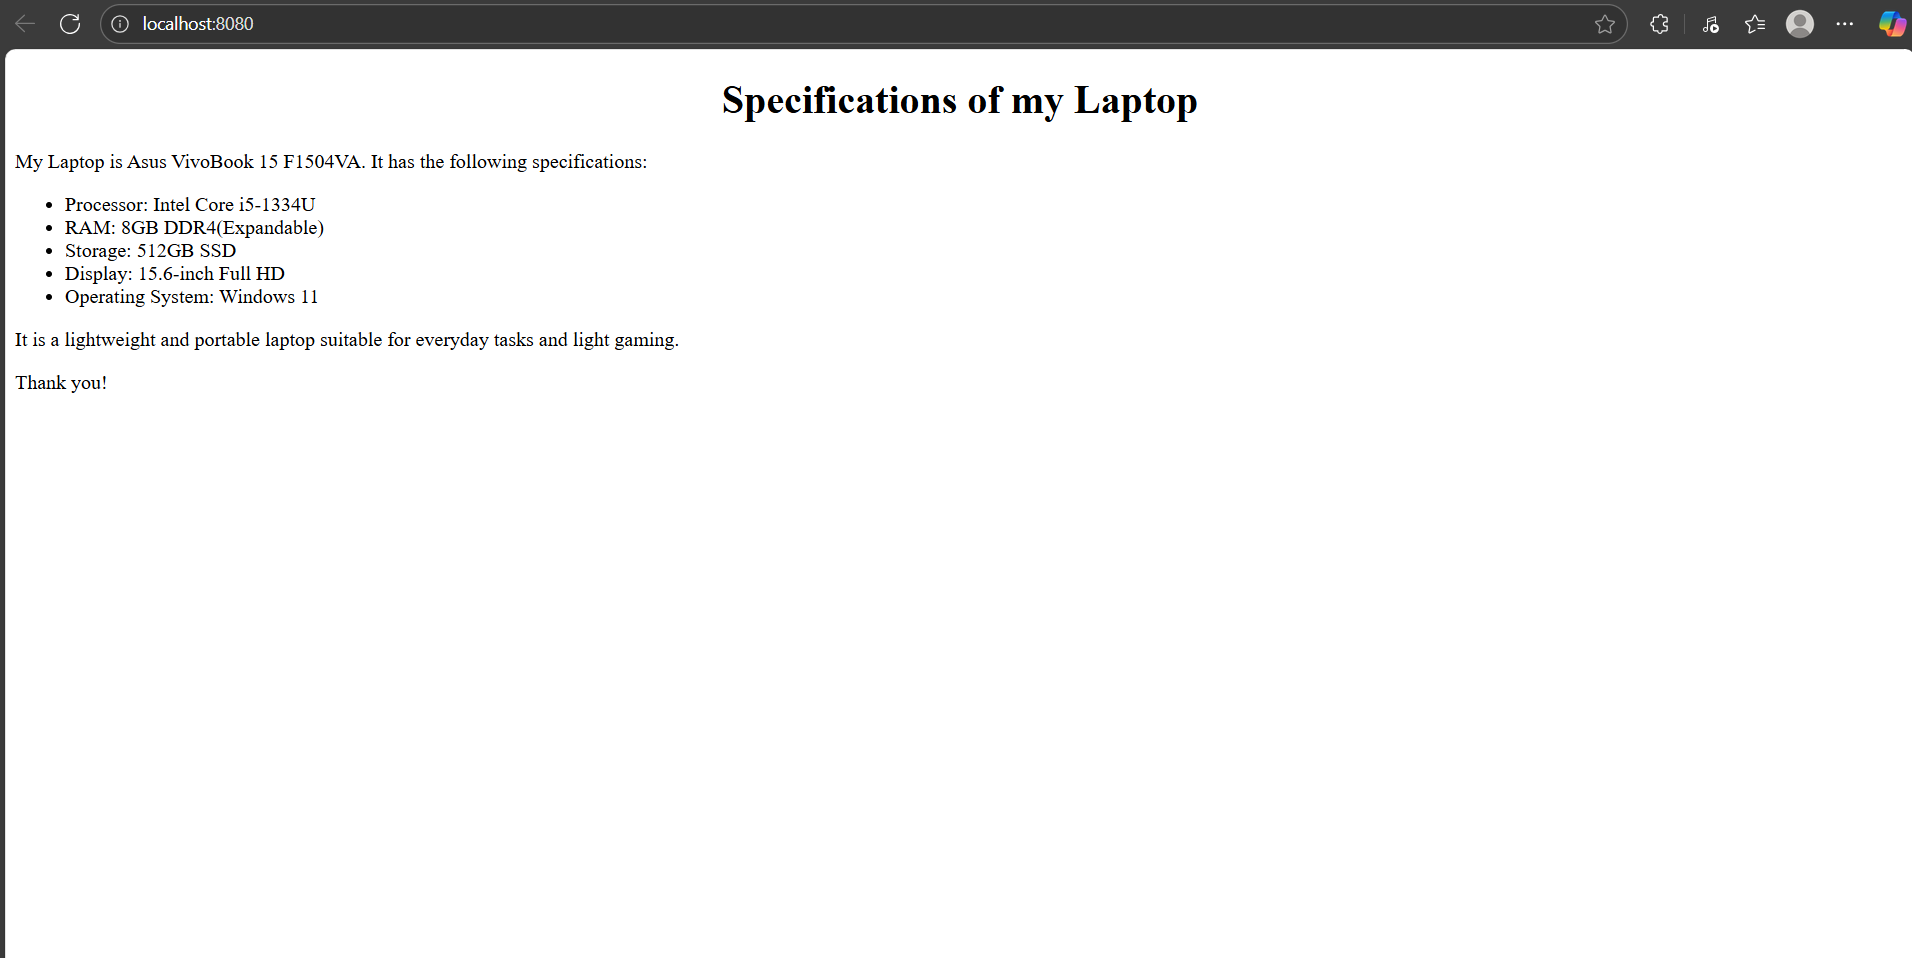 localhost:8080
Specifications of my Laptop
My Laptop is Asus VivoBook 15 F1504VA. It has the following specifications:
Processor: Intel Core i5-1334U
RAM: 8GB DDR4(Expandable)
Storage: 512GB SSD
Display: 15.6-inch Full HD
Operating System: Windows 11
It is a lightweight and portable laptop suitable for everyday tasks and light gaming.
Thank you!